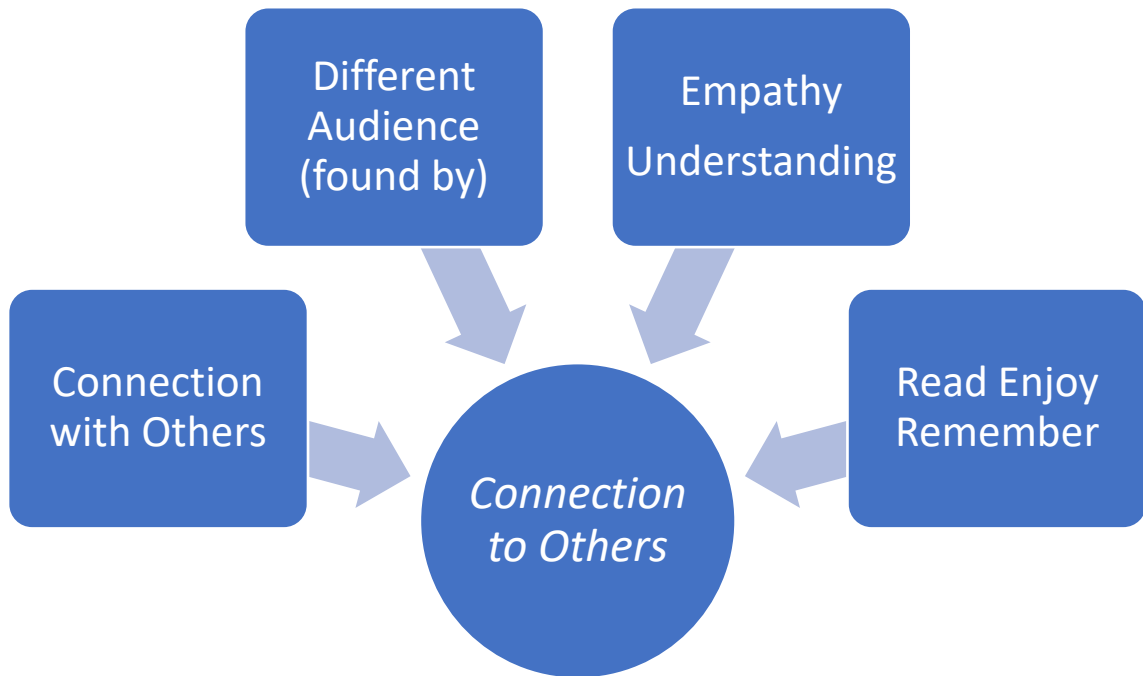 Different
Audience
(found by)
Empathy
Understanding
Connection
with Others
Read Enjoy
Remember
Connection
to Others